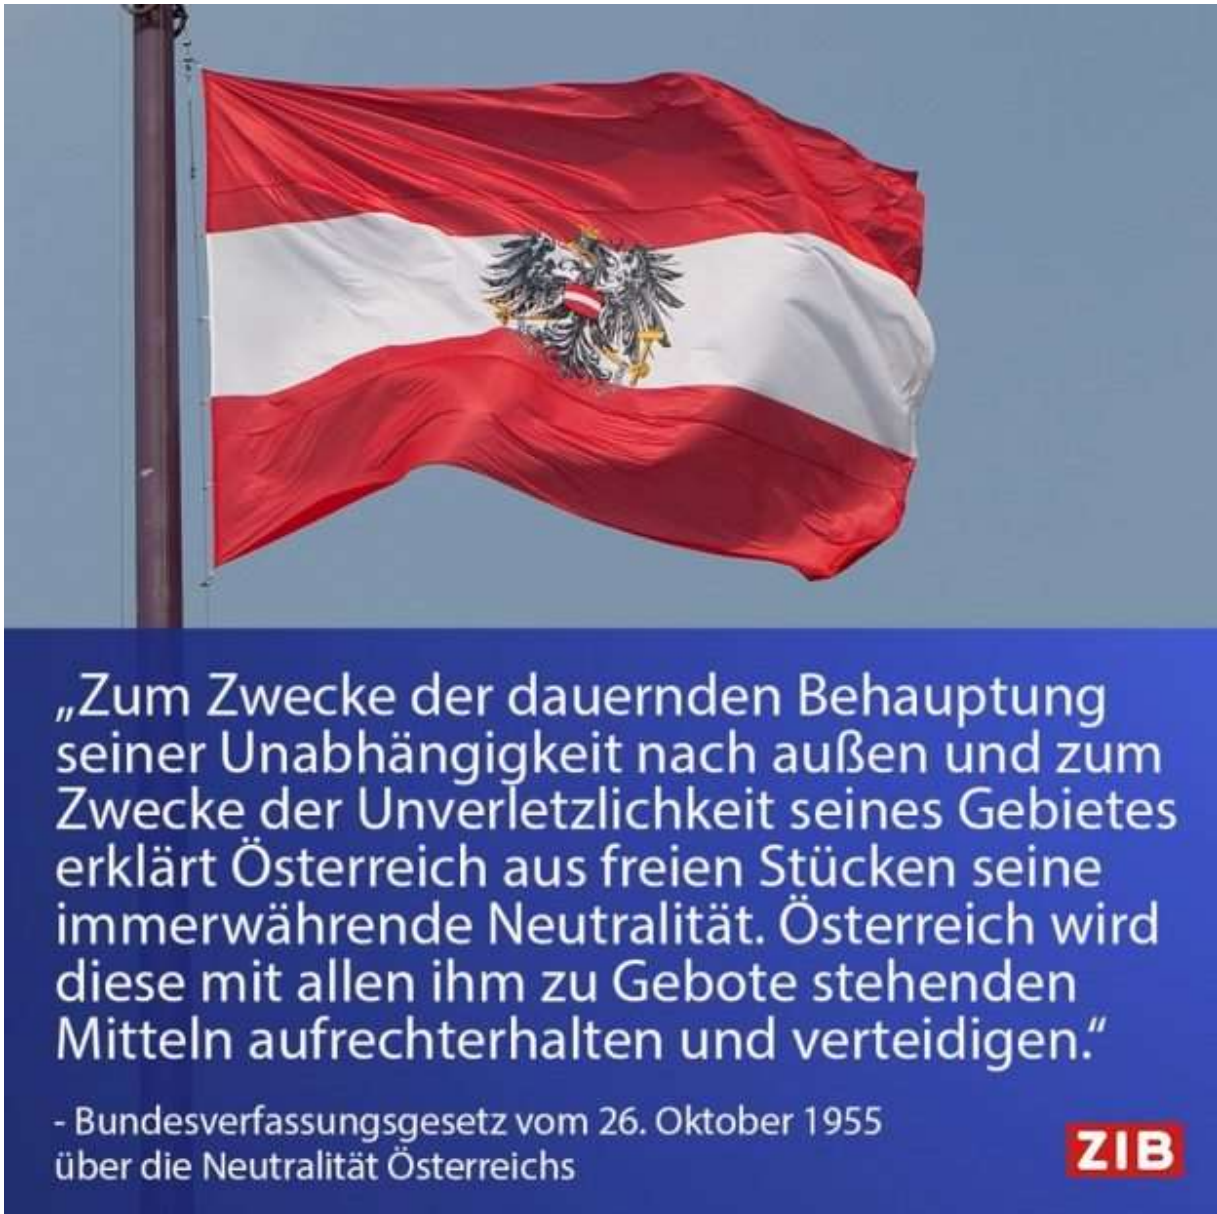 „Zum Zwecke der dauernden Behauptung
seiner Unabhängigkeit nach außen und zum
Zwecke der Unverletzlichkeit seines Gebietes
erklärt Österreich aus freien Stücken seine
immerwährende Neutralität. Österreich wird
diese mit allen ihm zu Gebote stehenden
Mitteln aufrechterhalten und verteidigen.“
- Bundesverfassungsgesetz vom 26. Oktober 1955
über die Neutralität Österreichs
ZIB